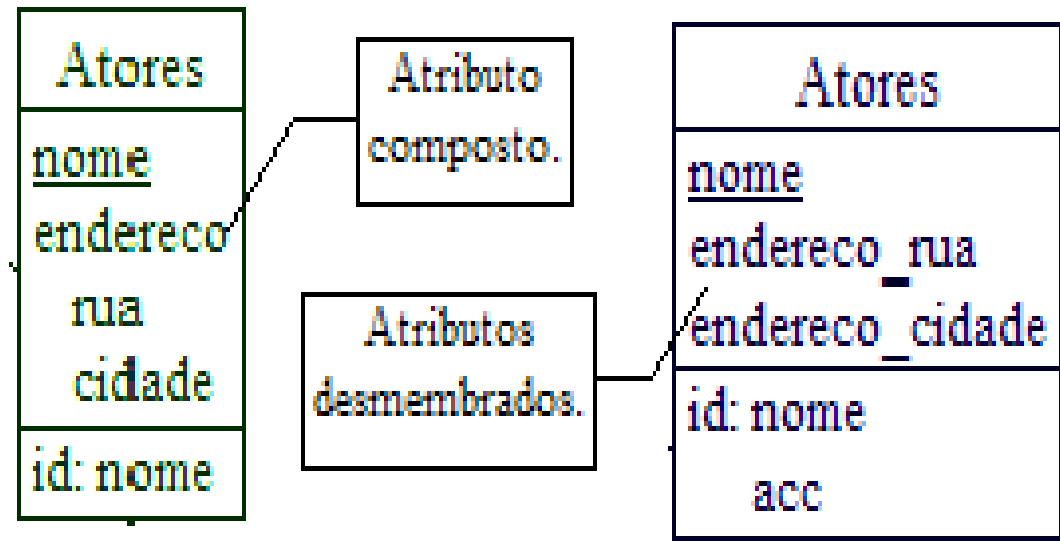 Atores
nome
endereco
rua
cidade
id: nome
Atributo
composto.
Atributos
desmembrados.
Atores
nome
endereco_rua
endereco_cidade
id: nome
acc